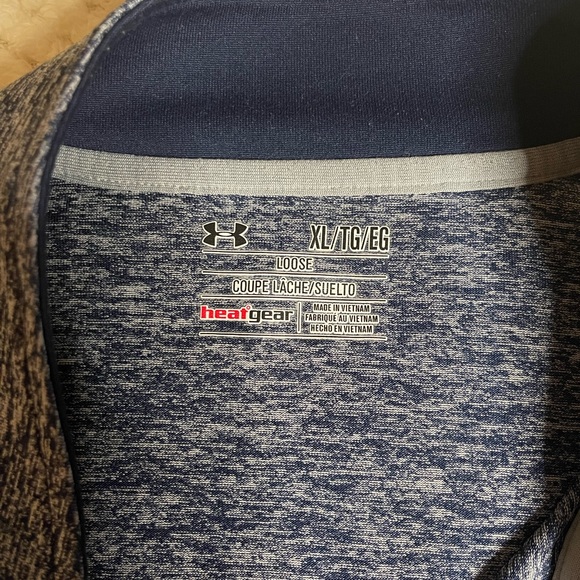 XL/TG/EG
LOOSE
COUPE LÂCHE/SUELTO
heatgear
MADE IN VIETNAM
FABRIQUÉ AU VIETNAM
HECHO EN VIETNAM